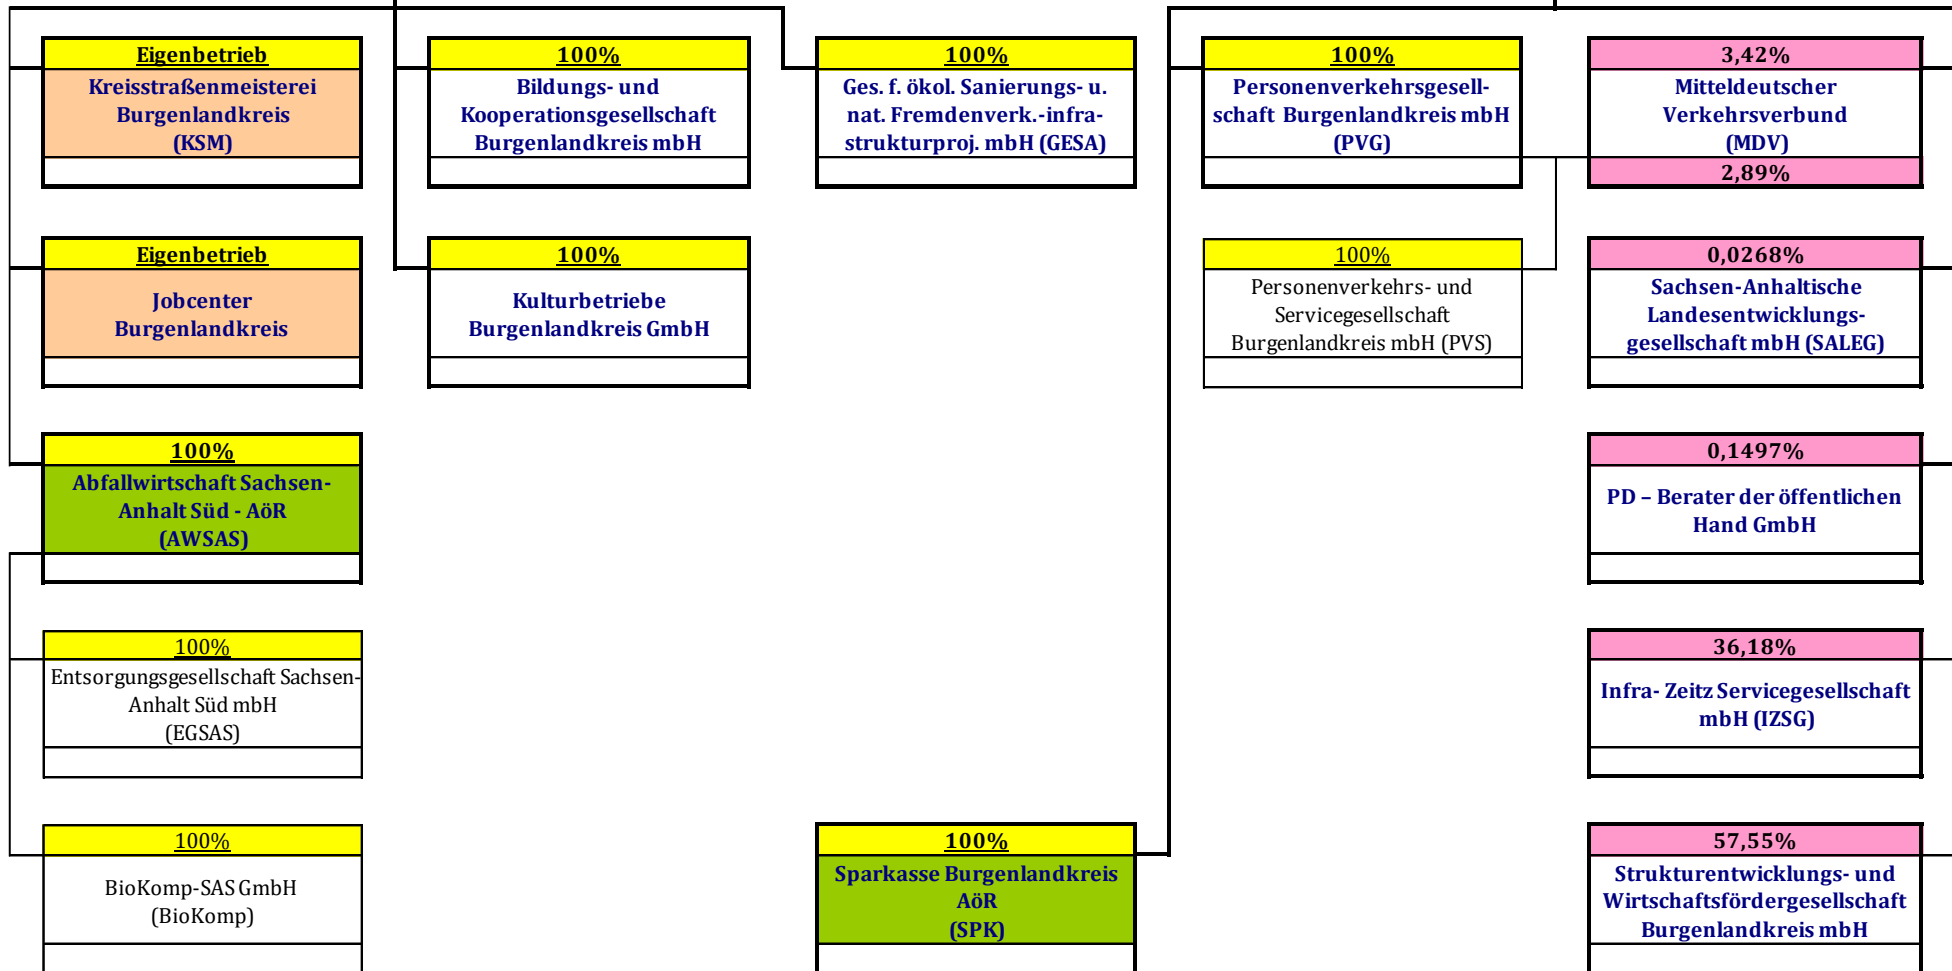 Eigenbetrieb
Kreisstraßenmeisterei
Burgenlandkreis
(KSM)
100%
Bildungs- und
Kooperationsgesellschaft
Burgenlandkreis mbH
100%
Ges. f. ökol. Sanierungs- u.
nat. Fremdenverk.-infra-
strukturproj. mbH (GESA)
100%
Personenverkehrsgesell-
schaft Burgenlandkreis mbH
(PVG)
3,42%
Mitteldeutscher
Verkehrsverbund
(MDV)
2,89%
Eigenbetrieb
Jobcenter
Burgenlandkreis
100%
Kulturbetriebe
Burgenlandkreis GmbH
100%
Personenverkehrs- und
Servicegesellschaft
Burgenlandkreis mbH (PVS)
0,0268%
Sachsen-Anhaltische
Landesentwicklungs-
gesellschaft mbH (SALEG)
100%
Abfallwirtschaft Sachsen-
Anhalt Süd - AöR
(AWSAS)
0,1497%
PD – Berater der öffentlichen
Hand GmbH
100%
Entsorgungsgesellschaft Sachsen-
Anhalt Süd mbH
(EGSAS)
36,18%
Infra- Zeitz Servicegesellschaft
mbH (IZSG)
100%
BioKomp-SAS GmbH
(BioKomp)
100%
Sparkasse Burgenlandkreis
AöR
(SPK)
57,55%
Strukturentwicklungs- und
Wirtschaftsfördergesellschaft
Burgenlandkreis mbH